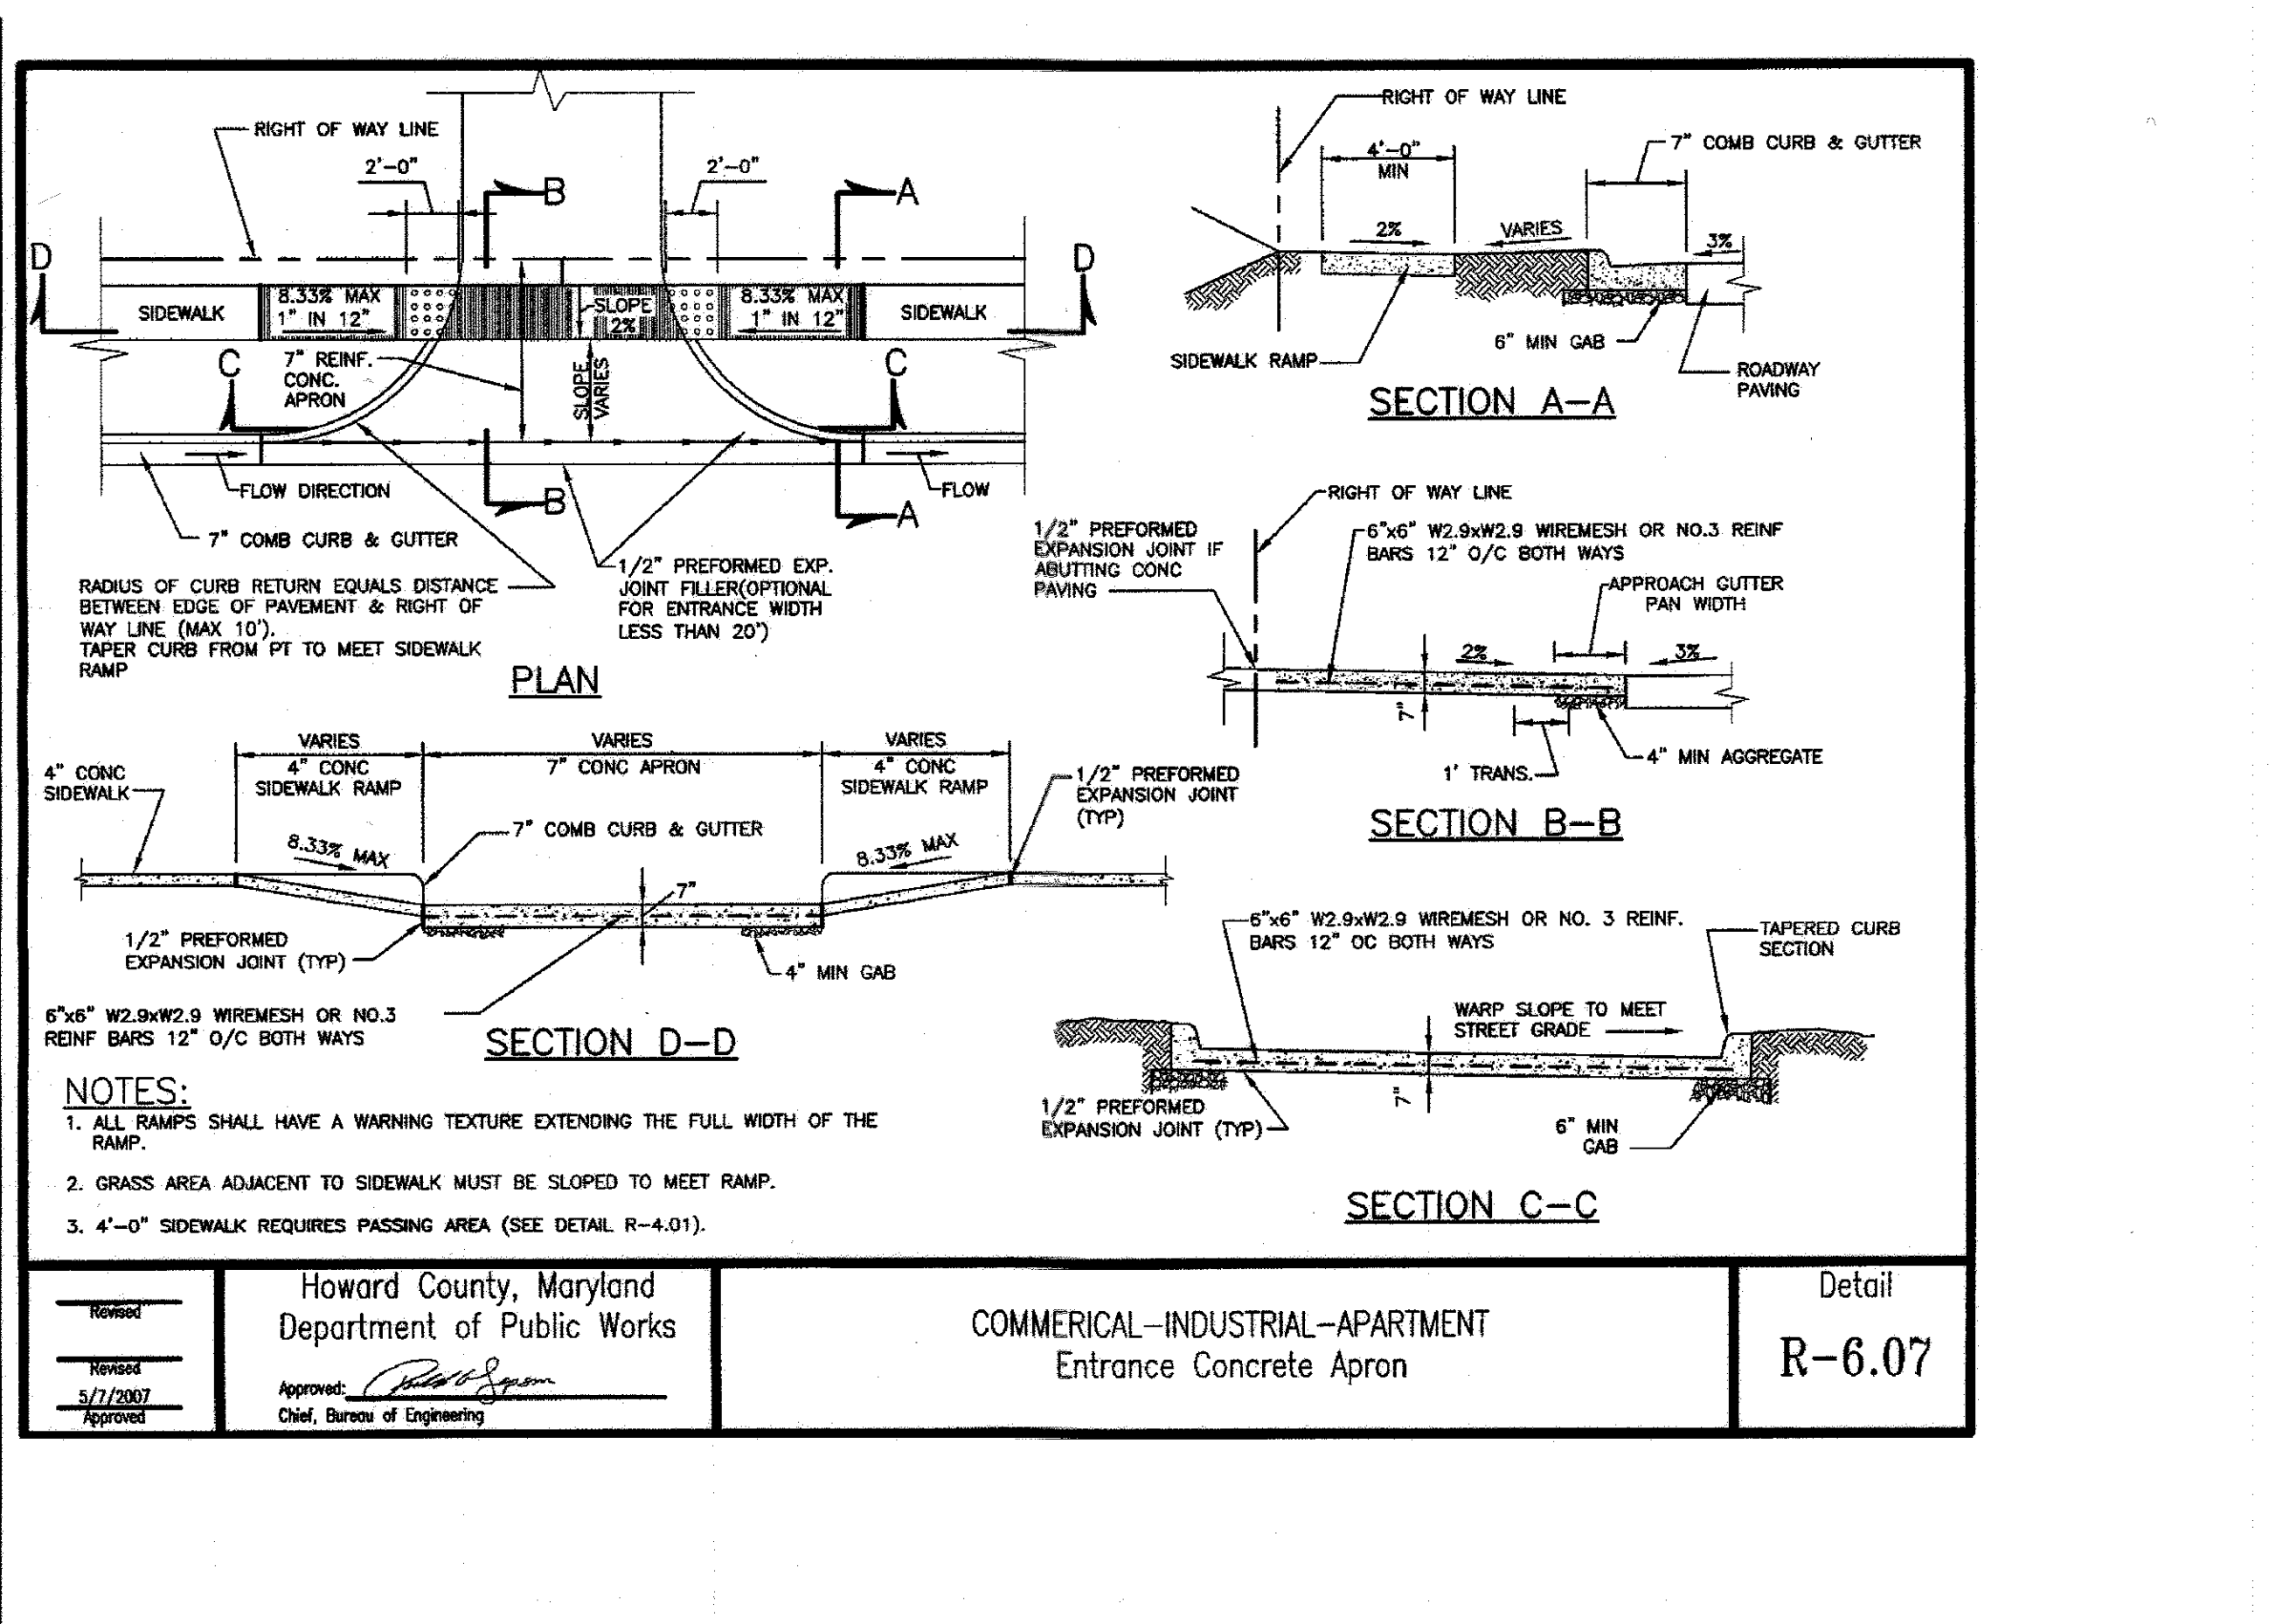 RIGHT OF WAY LINE
2'-0"
2'-0"
B
A
D
D
SIDEWALK
8.33% MAX
1" IN 12"
SLOPE
2%
8.33% MAX
1" IN 12"
SIDEWALK
C
7" REINF.
CONC.
APRON
SLOPE
VARIES
C
FLOW DIRECTION
B
A
FLOW
7" COMB CURB & GUTTER
RADIUS OF CURB RETURN EQUALS DISTANCE
BETWEEN EDGE OF PAVEMENT & RIGHT OF
WAY LINE (MAX 10').
TAPER CURB FROM PT TO MEET SIDEWALK
RAMP
1/2" PREFORMED EXP.
JOINT FILLER(OPTIONAL
FOR ENTRANCE WIDTH
LESS THAN 20')
PLAN
RIGHT OF WAY LINE
4'-0"
MIN
7" COMB CURB & GUTTER
2%
VARIES
3%
6" MIN GAB
SIDEWALK RAMP
ROADWAY
PAVING
SECTION A-A
RIGHT OF WAY LINE
1/2" PREFORMED
EXPANSION JOINT IF
ABUTTING CONC
PAVING
6"x6" W2.9xW2.9 WIREMESH OR NO.3 REINF
BARS 12" O/C BOTH WAYS
APPROACH GUTTER
PAN WIDTH
2%
3%
7"
1' TRANS.
4" MIN AGGREGATE
SECTION B-B
VARIES
VARIES
VARIES
4" CONC
SIDEWALK
4" CONC
SIDEWALK RAMP
7" CONC APRON
4" CONC
SIDEWALK RAMP
1/2" PREFORMED
EXPANSION JOINT
(TYP)
7" COMB CURB & GUTTER
8.33% MAX
8.33% MAX
7"
1/2" PREFORMED
EXPANSION JOINT (TYP)
4" MIN GAB
6"x6" W2.9xW2.9 WIREMESH OR NO.3
REINF BARS 12" O/C BOTH WAYS
SECTION D-D
6"x6" W2.9xW2.9 WIREMESH OR NO. 3 REINF.
BARS 12" OC BOTH WAYS
TAPERED CURB
SECTION
WARP SLOPE TO MEET
STREET GRADE
7"
1/2" PREFORMED
EXPANSION JOINT (TYP)
6" MIN
GAB
SECTION C-C
NOTES:
1. ALL RAMPS SHALL HAVE A WARNING TEXTURE EXTENDING THE FULL WIDTH OF THE
RAMP.
2. GRASS AREA ADJACENT TO SIDEWALK MUST BE SLOPED TO MEET RAMP.
3. 4'-0" SIDEWALK REQUIRES PASSING AREA (SEE DETAIL R-4.01).
Revised
Revised
5/7/2007
Approved
Howard County, Maryland
Department of Public Works
Approved:
Chief, Bureau of Engineering
COMMERICAL-INDUSTRIAL-APARTMENT
Entrance Concrete Apron
Detail
R-6.07